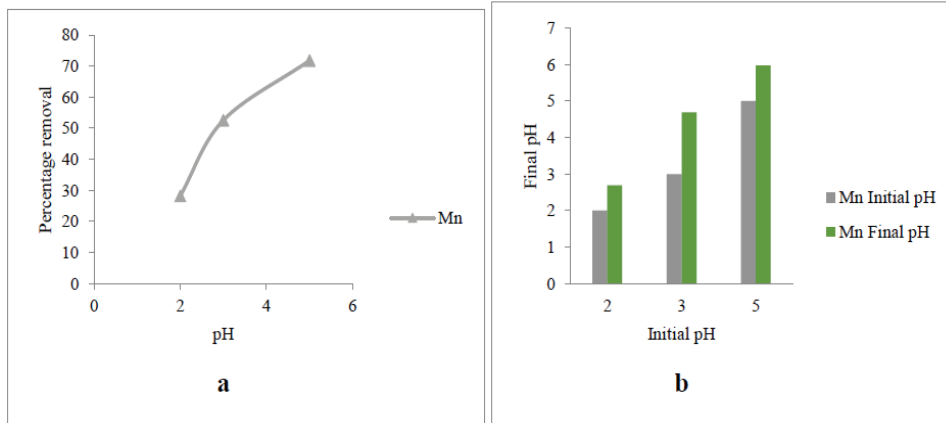 80
70
60
50
40
30
20
10
0
Percentage removal
0 2 4 6
pH
Mn
a
7
6
5
4
3
2
1
0
Final pH
2 3 5
Initial pH
Mn Initial pH
Mn Final pH
b